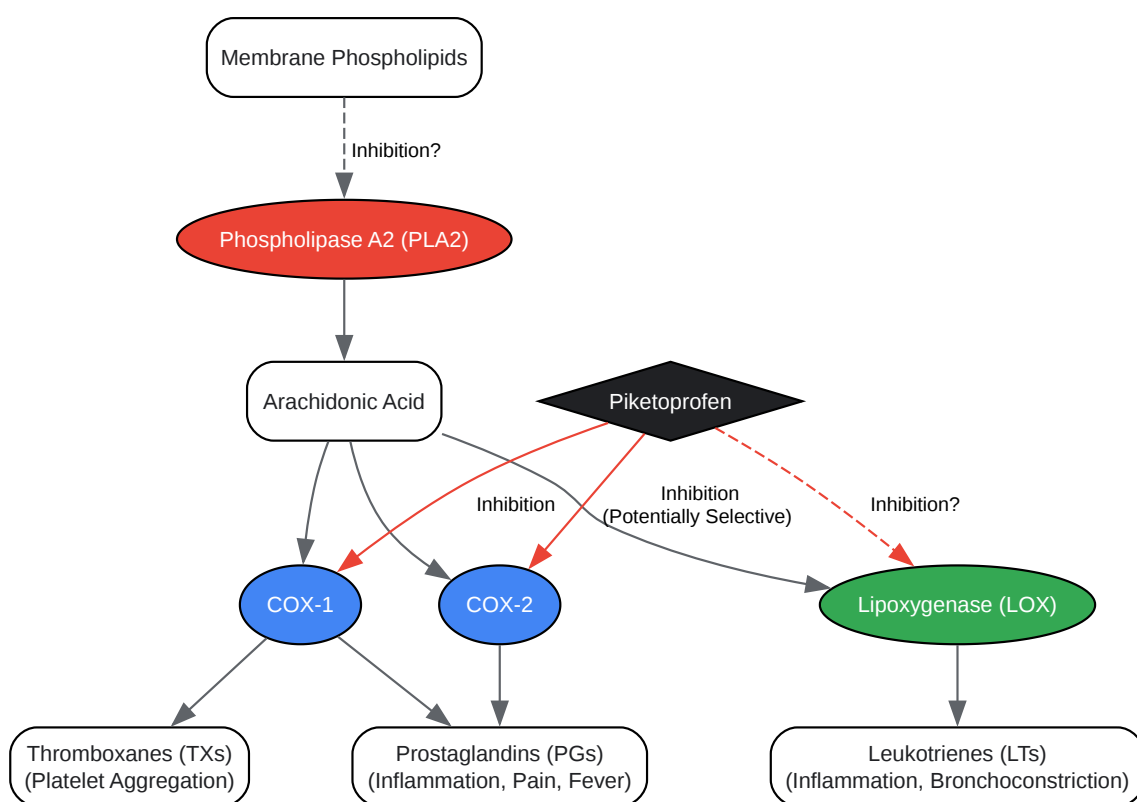 Membrane Phospholipids
Inhibition?
Phospholipase A2 (PLA2)
Arachidonic Acid
Piketoprofen
Inhibition
Inhibition
(Potentially Selective)
Inhibition?
COX-1
COX-2
Lipoxygenase (LOX)
Thromboxanes (TXs)
(Platelet Aggregation)
Prostaglandins (PGs)
(Inflammation, Pain, Fever)
Leukotrienes (LTs)
(Inflammation, Bronchoconstriction)